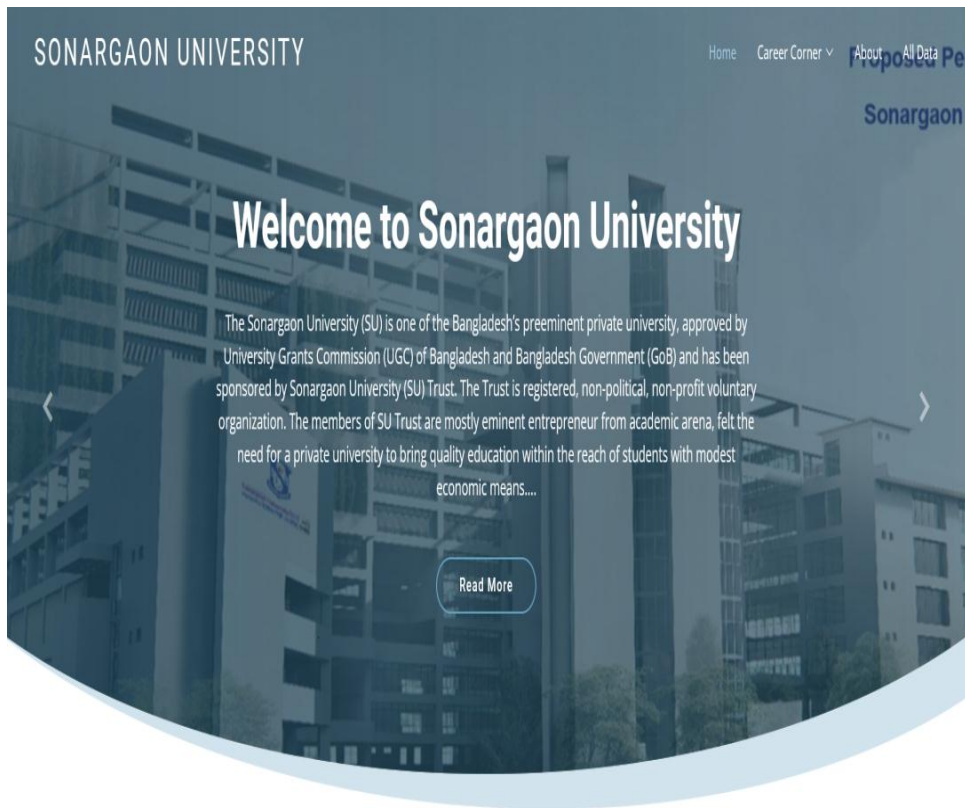 SONARGAON UNIVERSITY
Home Career Corner About All Data
Proposed Pe
Sonargaon
Welcome to Sonargaon University
The Sonargaon University (SU) is one of the Bangladesh's preeminent private university, approved by
University Grants Commission (UGC) of Bangladesh and Bangladesh Government (GoB) and has been
sponsored by Sonargaon University (SU) Trust. The Trust is registered, non-political, non-profit voluntary
organization. The members of SU Trust are mostly eminent entrepreneur from academic arena, felt the
need for a private university to bring quality education within the reach of students with modest
economic means....
Read More